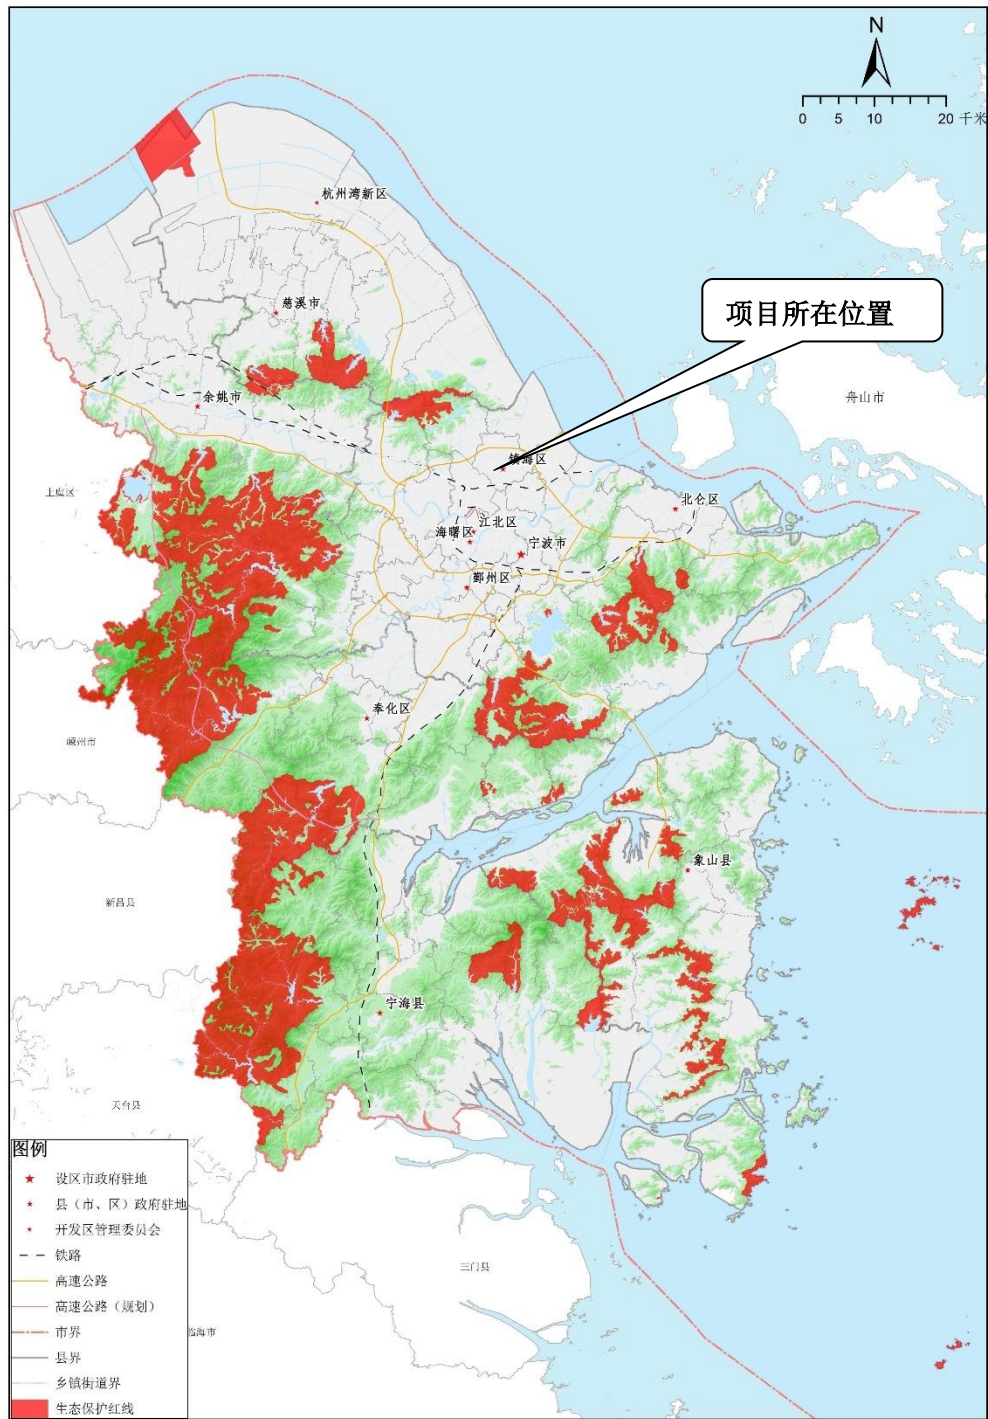 N
0 5 10 20 千米
杭州湾新区
项目所在位置
慈溪市
余姚市
舟山市
镇海区
上虞区
北仑区
江北区
海曙区
宁波市
鄞州区
奉化区
嵊州市
象山县
新昌县
宁海县
天台县
三门县
临海市
图例
设区市政府驻地
县（市、区）政府驻地
开发区管理委员会
铁路
高速公路
高速公路（规划）
市界
县界
乡镇街道界
生态保护红线